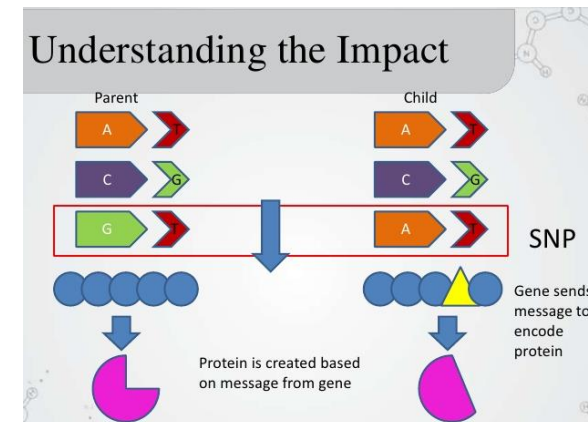 Understanding the Impact
Parent
Child
A T
A T
C G
C G
G T
A T
SNP
Gene sends
message to
encode
protein
Protein is created based
on message from gene